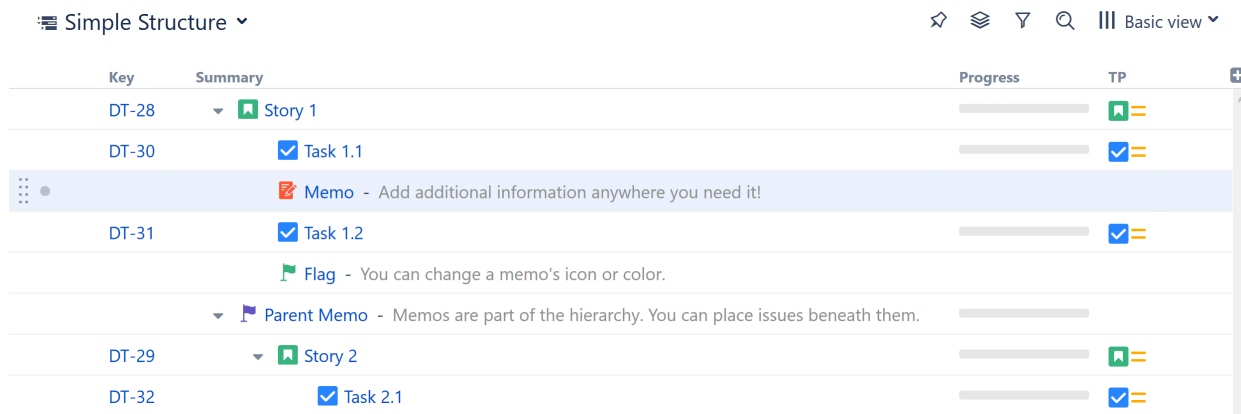 Simple Structure Basic view
Key Summary Progress TP
DT-28 Story 1
DT-30 Task 1.1
Memo - Add additional information anywhere you need it!
DT-31 Task 1.2
Flag - You can change a memo's icon or color.
Parent Memo - Memos are part of the hierarchy. You can place issues beneath them.
DT-29 Story 2
DT-32 Task 2.1